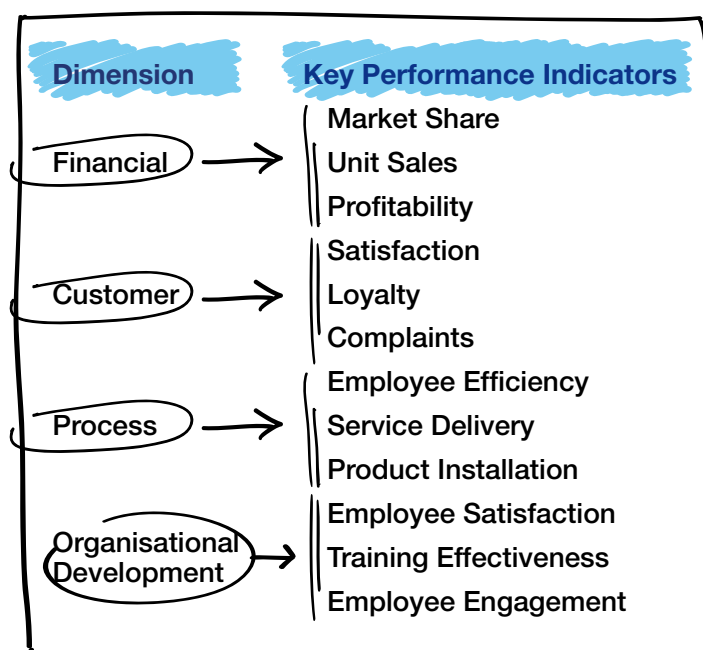 Dimension
Key Performance Indicators
Financial
Market Share
Unit Sales
Profitability
Customer
Satisfaction
Loyalty
Complaints
Process
Employee Efficiency
Service Delivery
Product Installation
Organisational
Development
Employee Satisfaction
Training Effectiveness
Employee Engagement